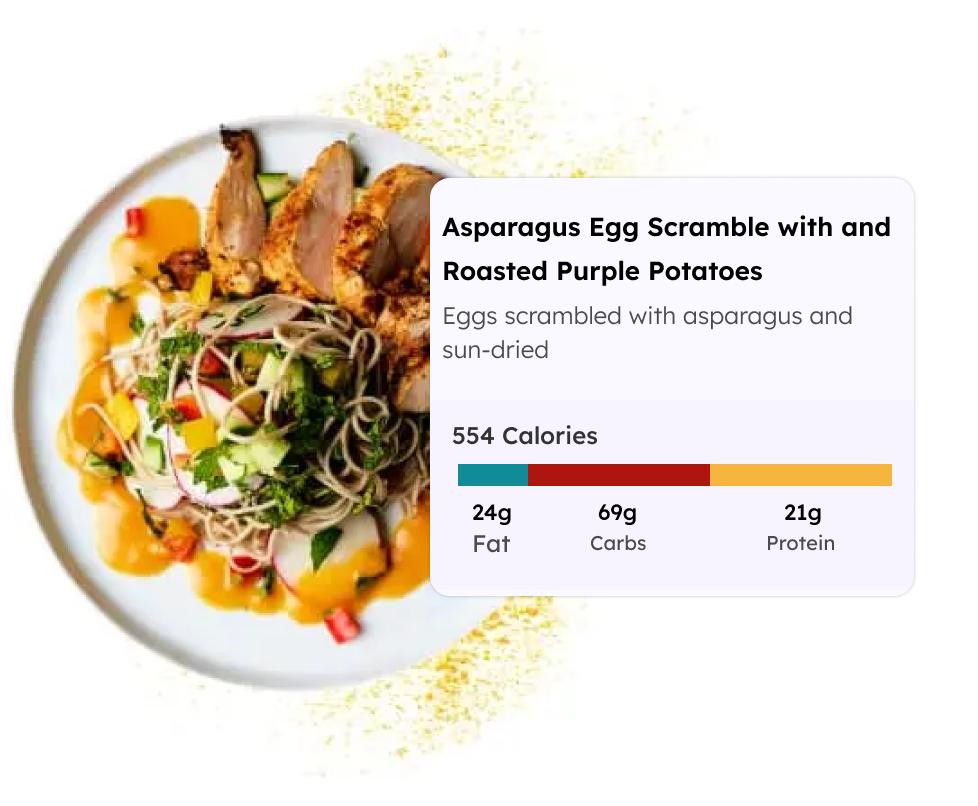 Asparagus Egg Scramble with and
Roasted Purple Potatoes
Eggs scrambled with asparagus and
sun-dried
554 Calories
24g 69g 21g
Fat Carbs Protein